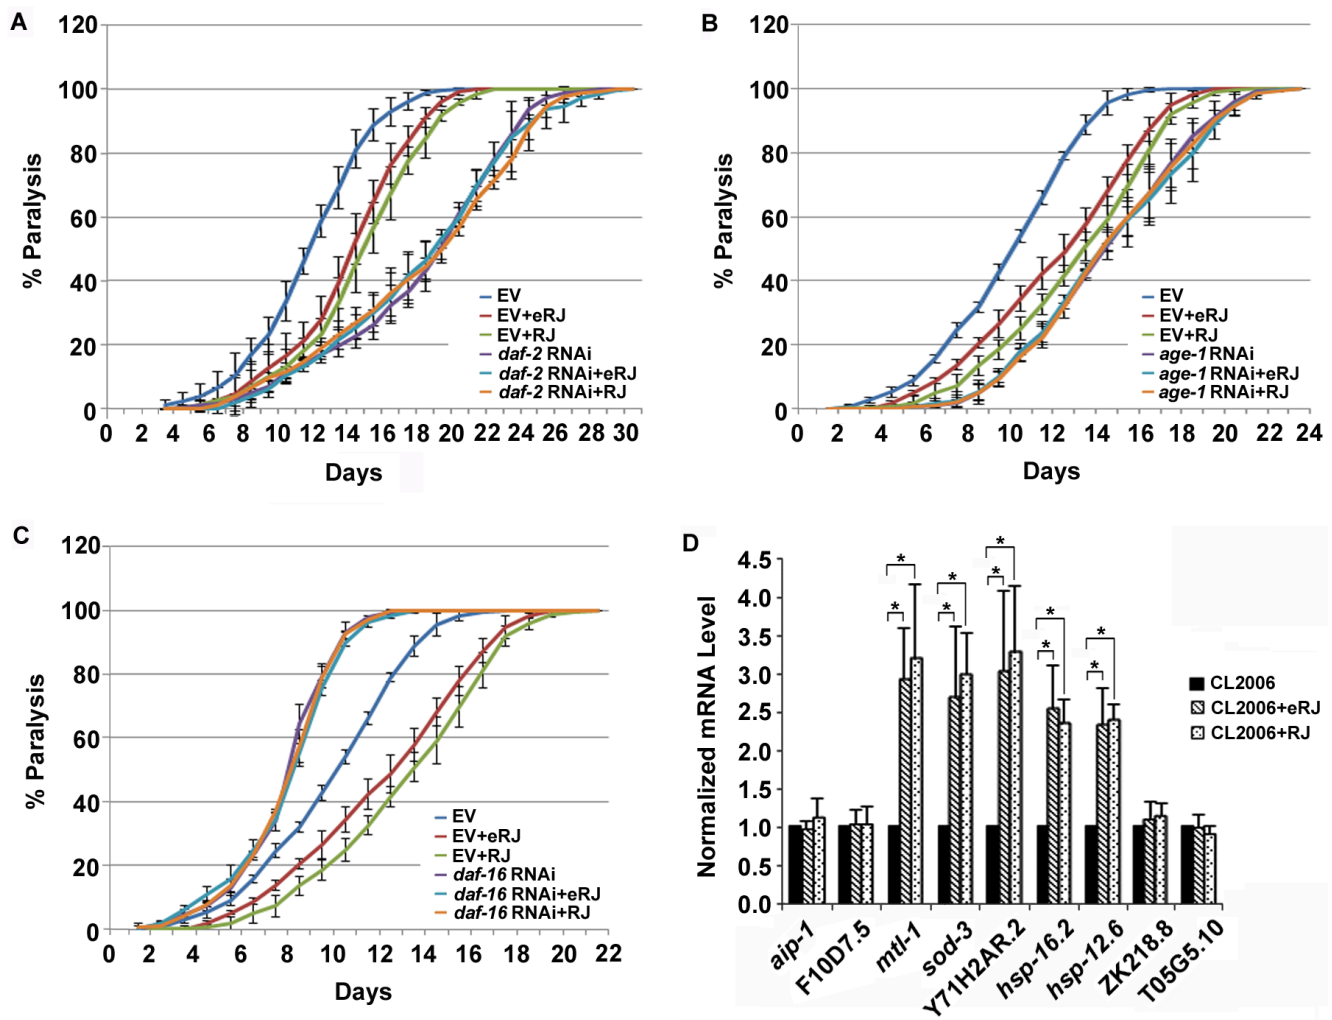 A
120
100
80
60
40
20
0
% Paralysis
0 2 4 6 8 10 12 14 16 18 20 22 26 28 30
Days
EV
EV+eRJ
EV+RJ
daf-2 RNAi
daf-2 RNAi+eRJ
daf-2 RNAi+RJ
B
120
100
80
60
40
20
0
% Paralysis
0 2 4 6 8 10 12 14 16 18 20 22 24
Days
EV
EV+eRJ
EV+RJ
age-1 RNAi
age-1 RNAi+eRJ
age-1 RNAi+RJ
C
120
100
80
60
40
20
0
% Paralysis
0 2 4 6 8 10 12 14 16 18 20 22
Days
EV
EV+eRJ
EV+RJ
daf-16 RNAi
daf-16 RNAi+eRJ
daf-16 RNAi+RJ
D
4.5
4.0
3.5
3.0
2.5
2.0
1.5
1.0
0.5
0.0
Normalized mRNA Level
* * * * * * * * * *
CL2006
CL2006+eRJ
CL2006+RJ
aip-1
F10D7.5
mtl-1
sod-3
Y71H2AR.2
hsp-16.2
hsp-12.6
ZK218.8
T05G5.10